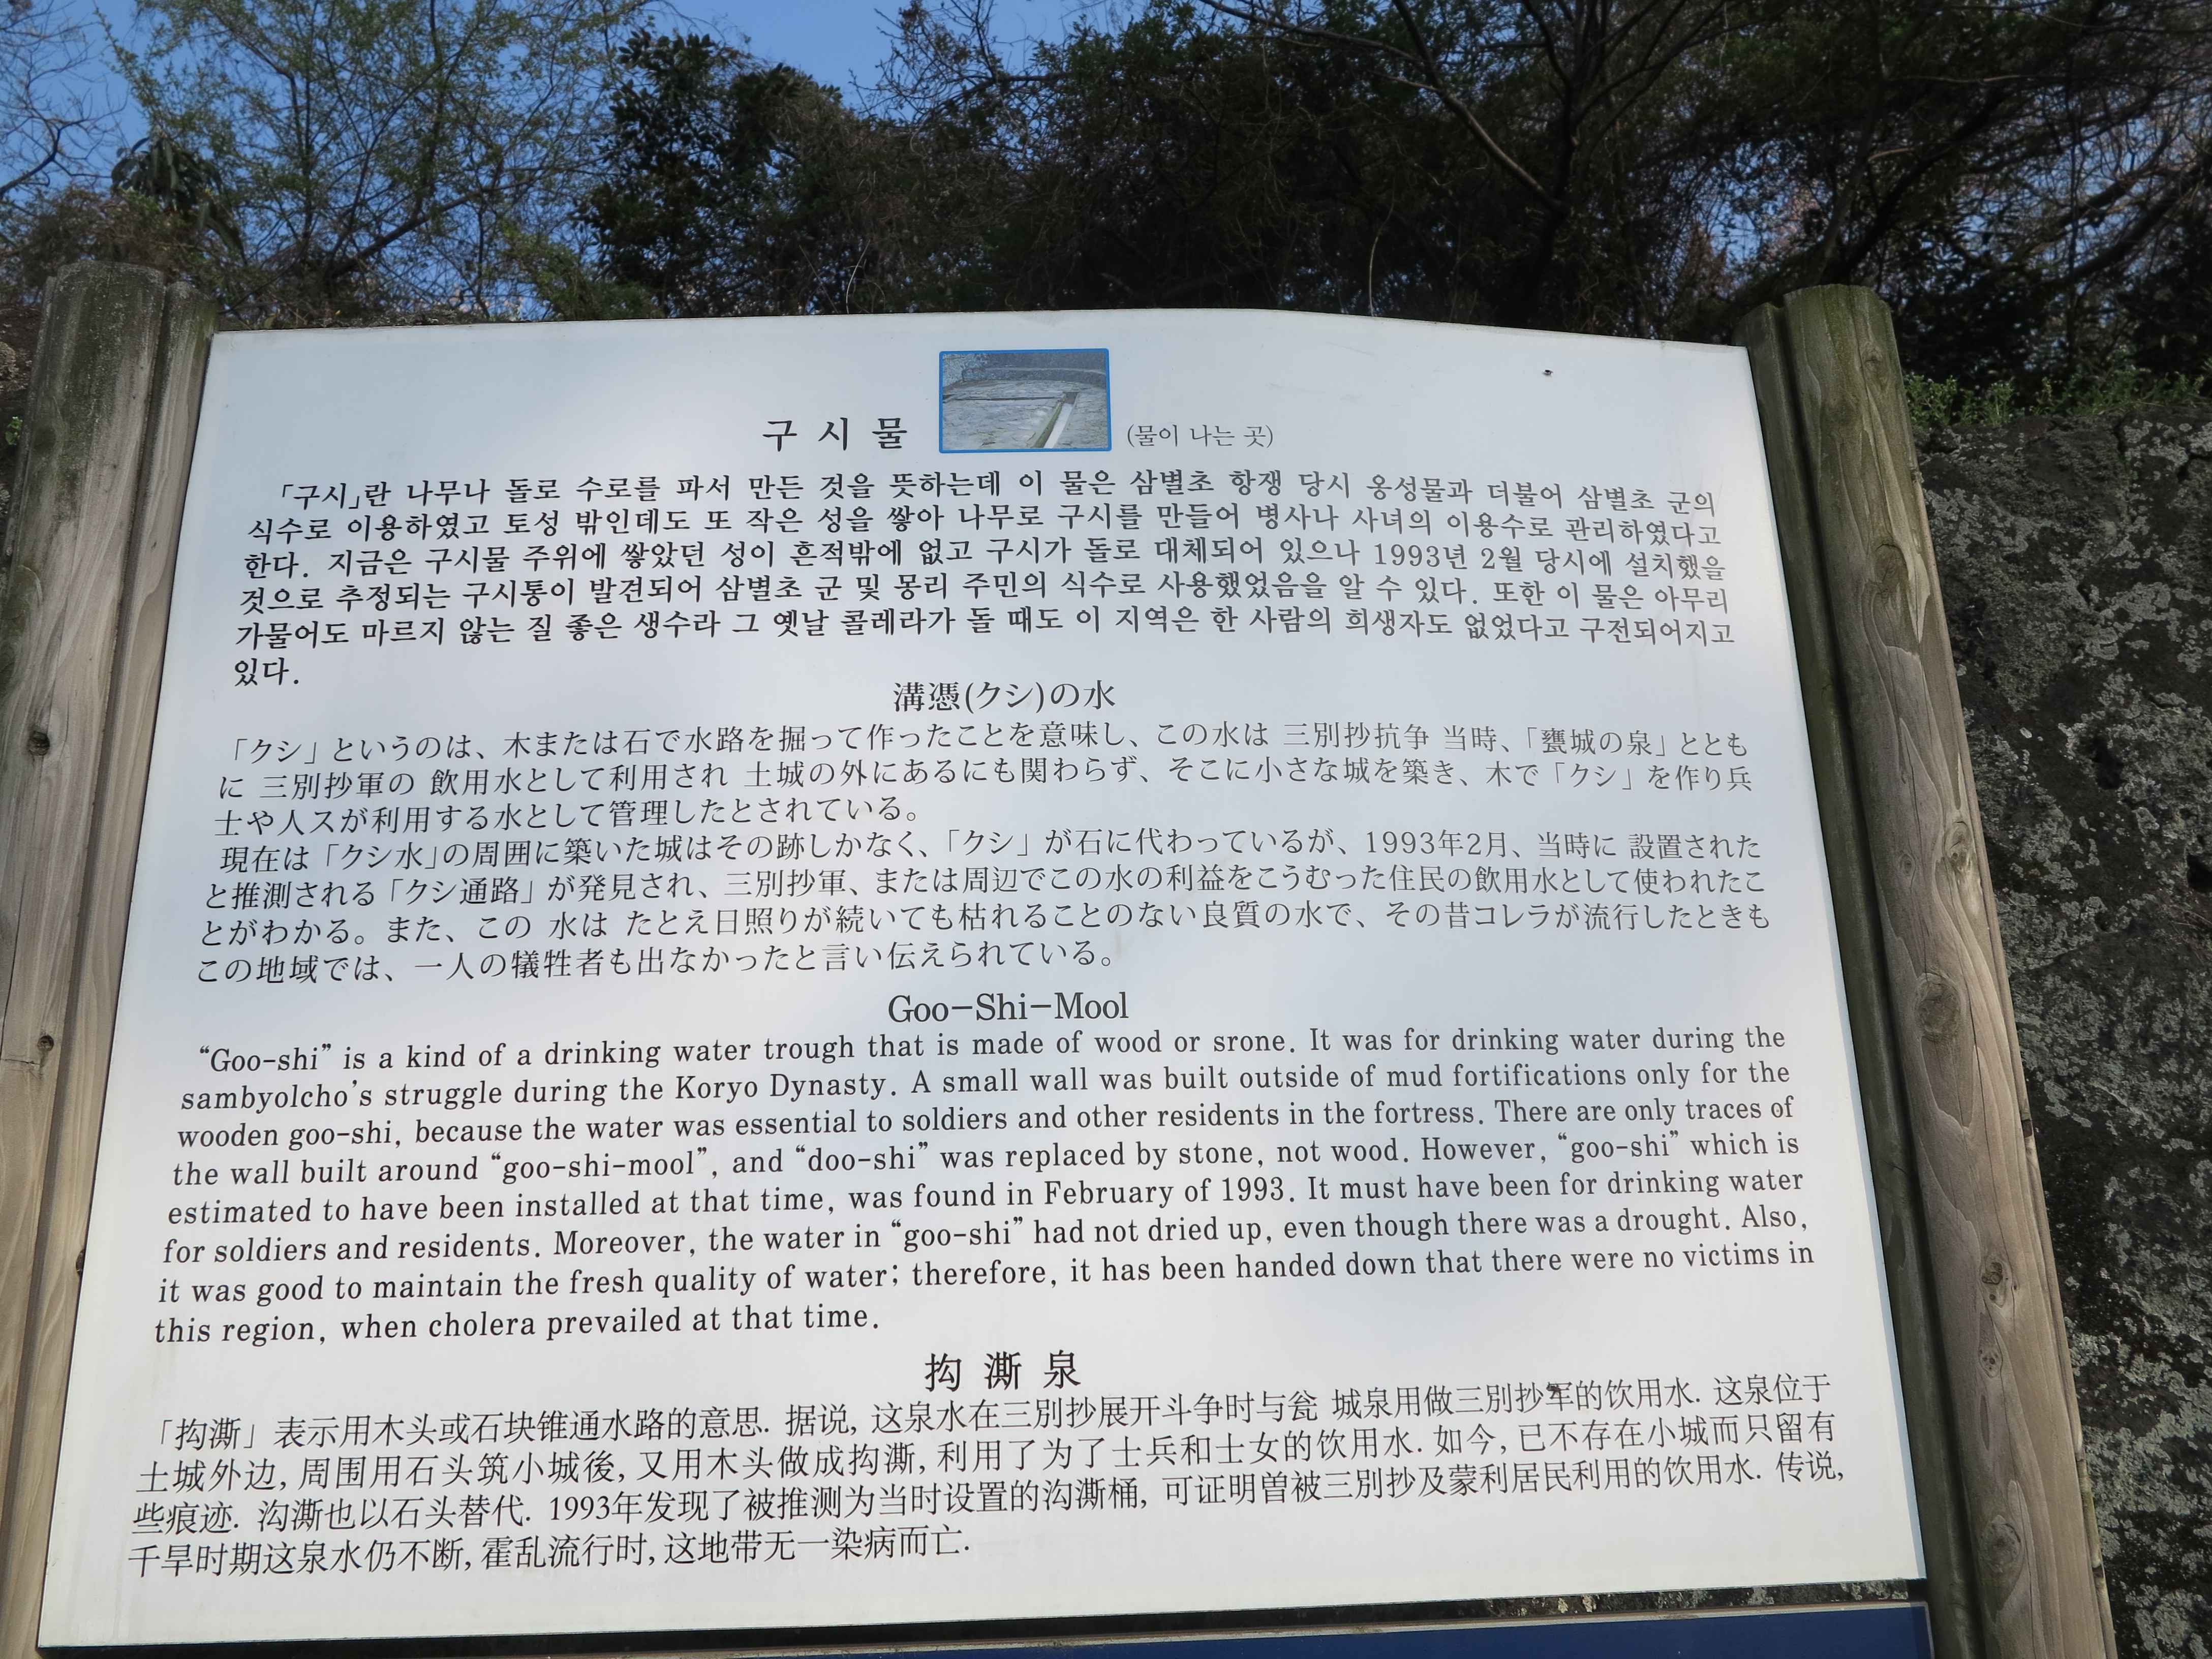 구 시 물 (물이 나는 곳)
「구시」란 나무나 돌로 수로를 파서 만든 것을 뜻하는데 이 물은 삼별초 항쟁 당시 옹성물과 더불어 삼별초 군의
식수로 이용하였고 토성 밖인데도 또 작은 성을 쌓아 나무로 구시를 만들어 병사나 사녀의 이용수로 관리하였다고
한다. 지금은 구시물 주위에 쌓았던 성이 흔적밖에 없고 구시가 돌로 대체되어 있으나 1993년 2월 당시에 설치했을
것으로 추정되는 구시통이 발견되어 삼별초 군 및 몽리 주민의 식수로 사용했었음을 알 수 있다. 또한 이 물은 아무리
가물어도 마르지 않는 질 좋은 생수라 그 옛날 콜레라가 돌 때도 이 지역은 한 사람의 희생자도 없었다고 구전되어지고
있다.
溝憑(クシ)の水
「クシ」というのは、木または石で水路を掘って作ったことを意味し、この水は 三別抄抗争 当時、「甕城の泉」ととも
に 三別抄軍の 飲用水として利用され 土城の外にあるにも関わらず、そこに小さな城を築き、木で「クシ」を作り兵
士や人スが利用する水として管理したとされている。
現在は「クシ水」の周囲に築いた城はその跡しかなく、「クシ」が石に代わっているが、1993年2月、当時に 設置された
と推測される「クシ通路」が発見され、三別抄軍、または周辺でこの水の利益をこうむった住民の飲用水として使われたこ
とがわかる。また、この 水は たとえ日照りが続いても枯れることのない良質の水で、その昔コレラが流行したときも
この地域では、一人の犠牲者も出なかったと言い伝えられている。
Goo-Shi-Mool
“Goo-shi” is a kind of a drinking water trough that is made of wood or srone. It was for drinking water during the
sambyolcho’s struggle during the Koryo Dynasty. A small wall was built outside of mud fortifications only for the
wooden goo-shi, because the water was essential to soldiers and other residents in the fortress. There are only traces of
the wall built around “goo-shi-mool”, and “doo-shi” was replaced by stone, not wood. However, “goo-shi” which is
estimated to have been installed at that time, was found in February of 1993. It must have been for drinking water
for soldiers and residents. Moreover, the water in “goo-shi” had not dried up, even though there was a drought. Also,
it was good to maintain the fresh quality of water; therefore, it has been handed down that there were no victims in
this region, when cholera prevailed at that time.
抅 澌 泉
「抅澌」表示用木头或石块锥通水路的意思. 据说, 这泉水在三別抄展开斗争时与瓮 城泉用做三別抄军的饮用水. 这泉位于
土城外边, 周围用石头筑小城後, 又用木头做成抅澌, 利用了为了士兵和士女的饮用水. 如今, 已不存在小城而只留有
些痕迹. 沟澌也以石头替代. 1993年发现了被推测为当时设置的沟澌桶, 可证明曾被三別抄及蒙利居民利用的饮用水. 传说,
干旱时期这泉水仍不断, 霍乱流行时, 这地带无一染病而亡.